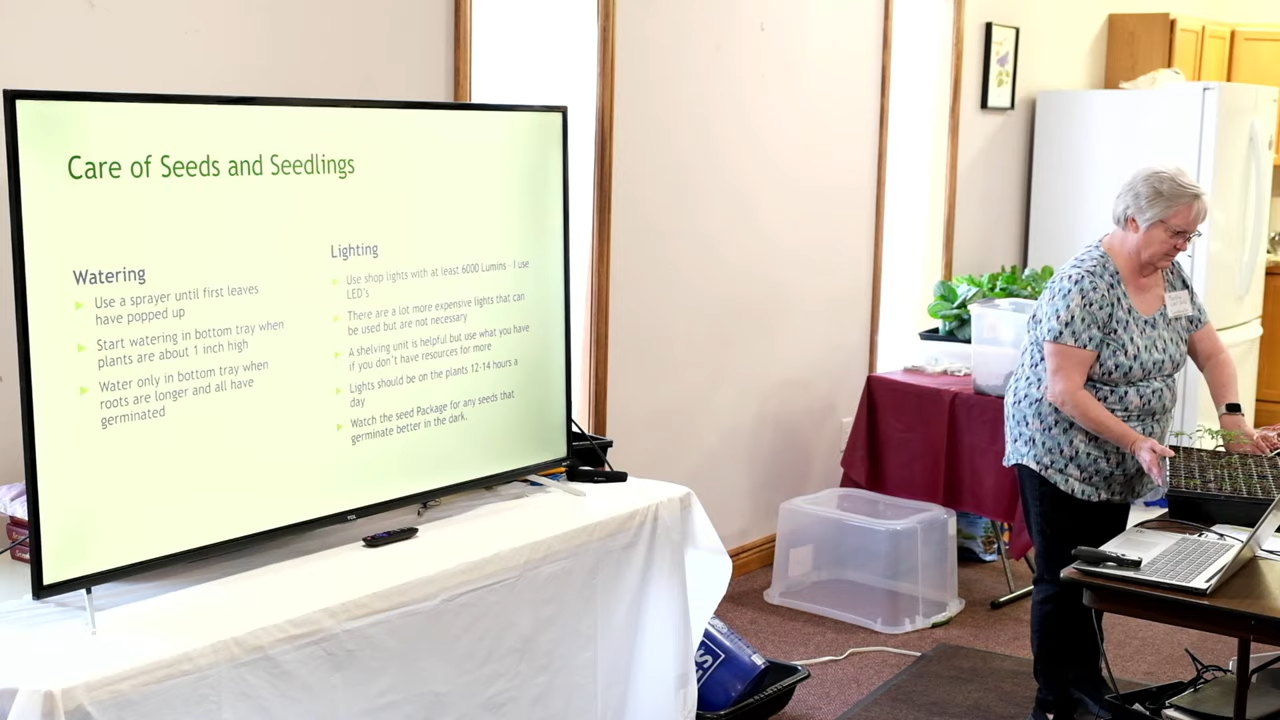 Care of Seeds and Seedlings
Watering
Use a sprayer until first leaves
have popped up
Start watering in bottom tray when
plants are about 1 inch high
Water only in bottom tray when
roots are longer and all have
germinated
Lighting
Use shop lights with at least 6000 Lumins – I use
LED's
There are a lot more expensive lights that can
be used but are not necessary
A shelving unit is helpful but use what you have
if you don't have resources for more
Lights should be on the plants 12-14 hours a
day
Watch the seed Package for any seeds that
germinate better in the dark.
TCL